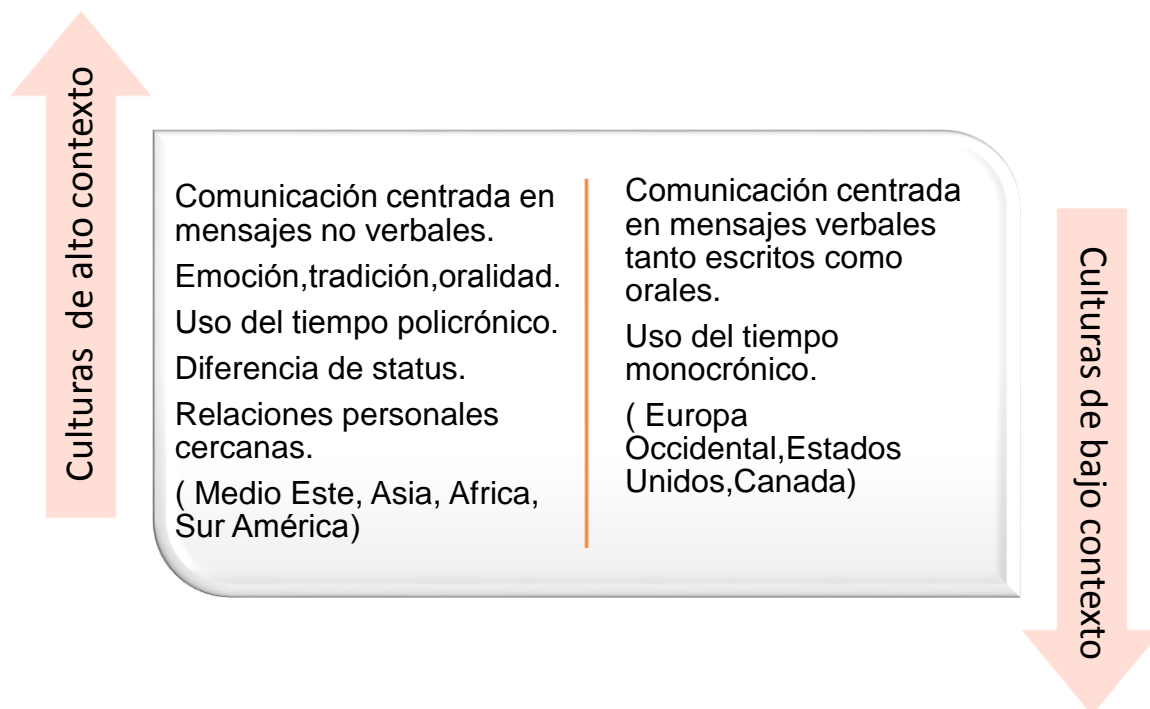 Culturas de alto contexto
Comunicación centrada en
mensajes no verbales.
Emoción,tradición,oralidad.
Uso del tiempo policrónico.
Diferencia de status.
Relaciones personales
cercanas.
( Medio Este, Asia, Africa,
Sur América)
Comunicación centrada
en mensajes verbales
tanto escritos como
orales.
Uso del tiempo
monocrónico.
( Europa
Occidental,Estados
Unidos,Canada)
Culturas de bajo contexto